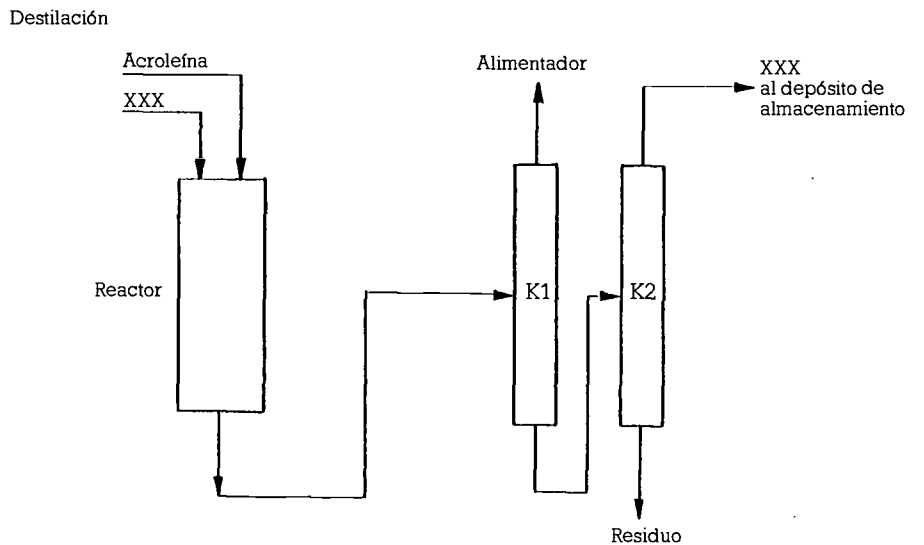 Destilación
Acroleína
XXX
Alimentador
XXX
al depósito de
almacenamiento
Reactor
K1
K2
Residuo